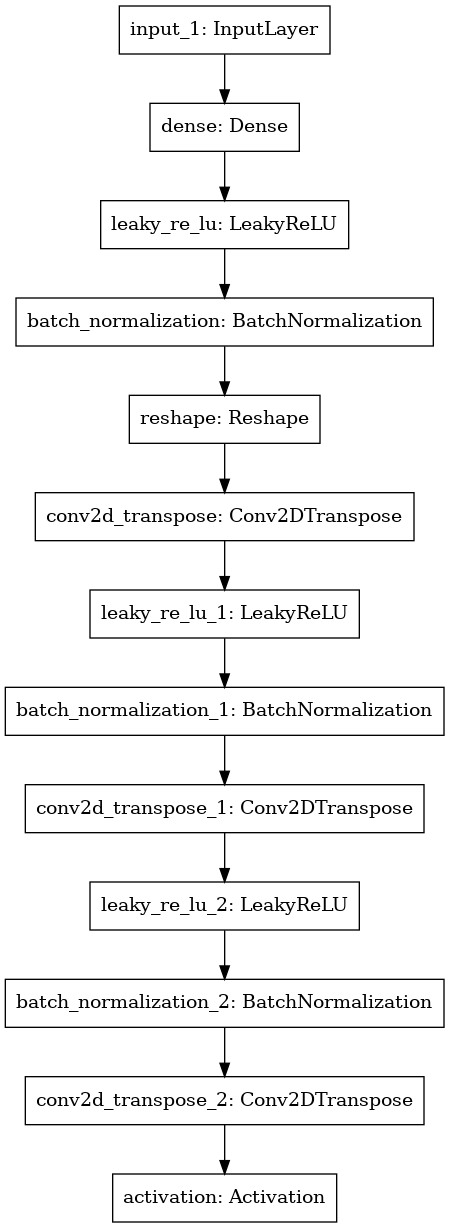 input_1: InputLayer
dense: Dense
leaky_re_lu: LeakyReLU
batch_normalization: BatchNormalization
reshape: Reshape
conv2d_transpose: Conv2DTranspose
leaky_re_lu_1: LeakyReLU
batch_normalization_1: BatchNormalization
conv2d_transpose_1: Conv2DTranspose
leaky_re_lu_2: LeakyReLU
batch_normalization_2: BatchNormalization
conv2d_transpose_2: Conv2DTranspose
activation: Activation